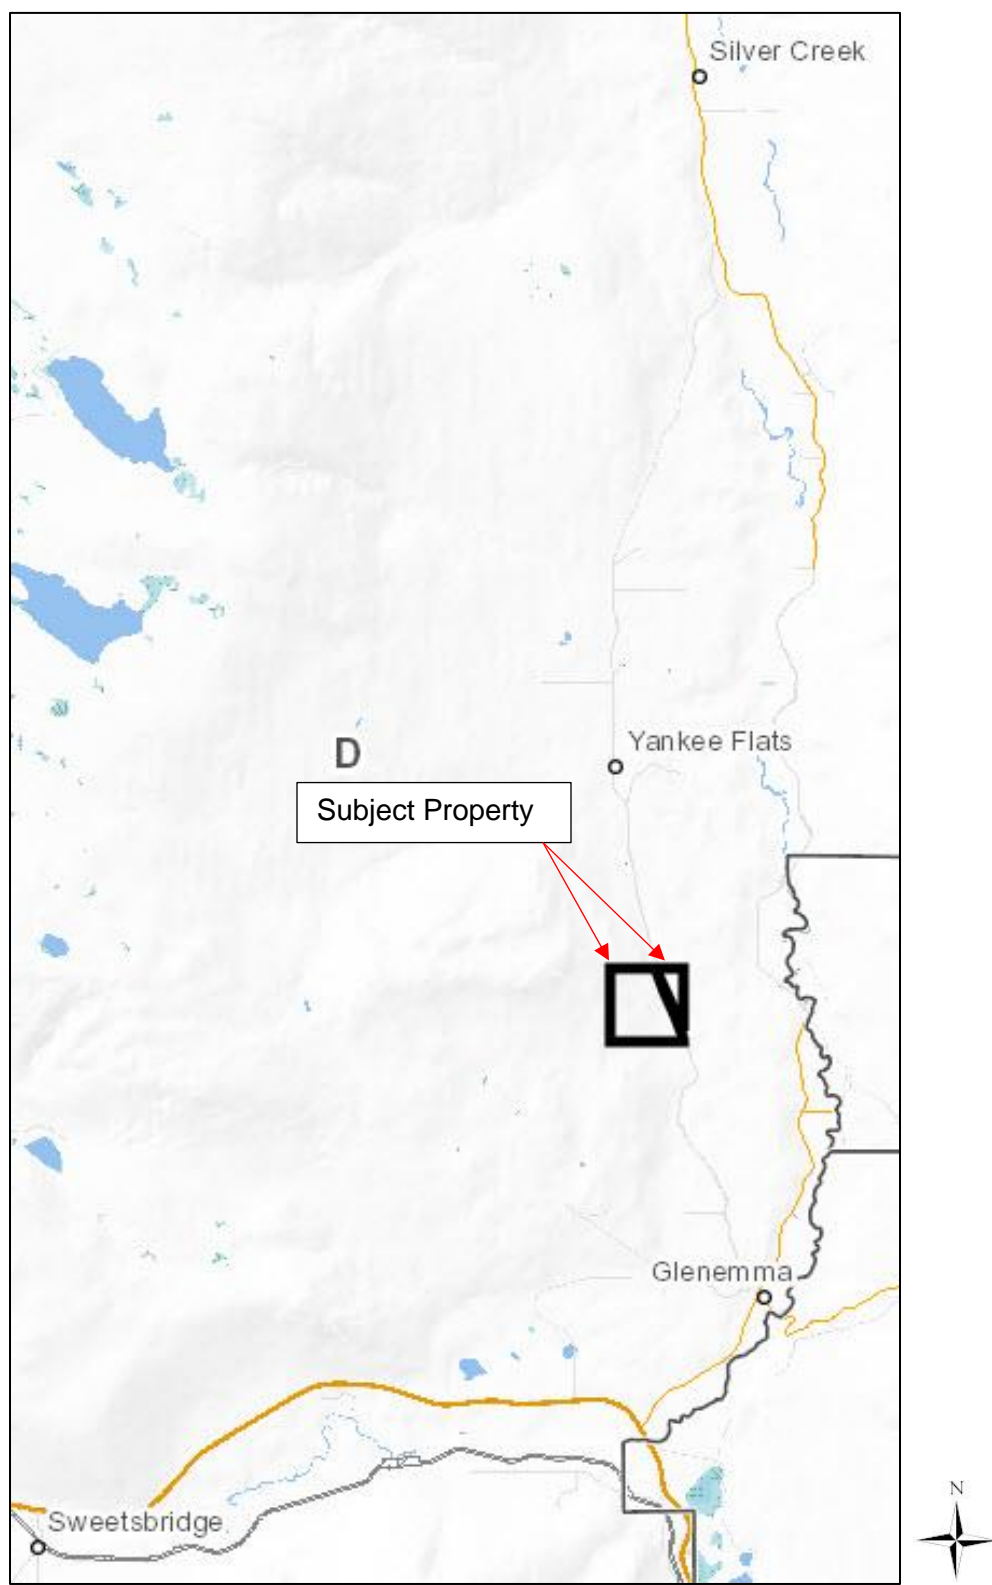 Silver Creek
Yankee Flats
D
Subject Property
Glenemma
N
Sweetsbridge